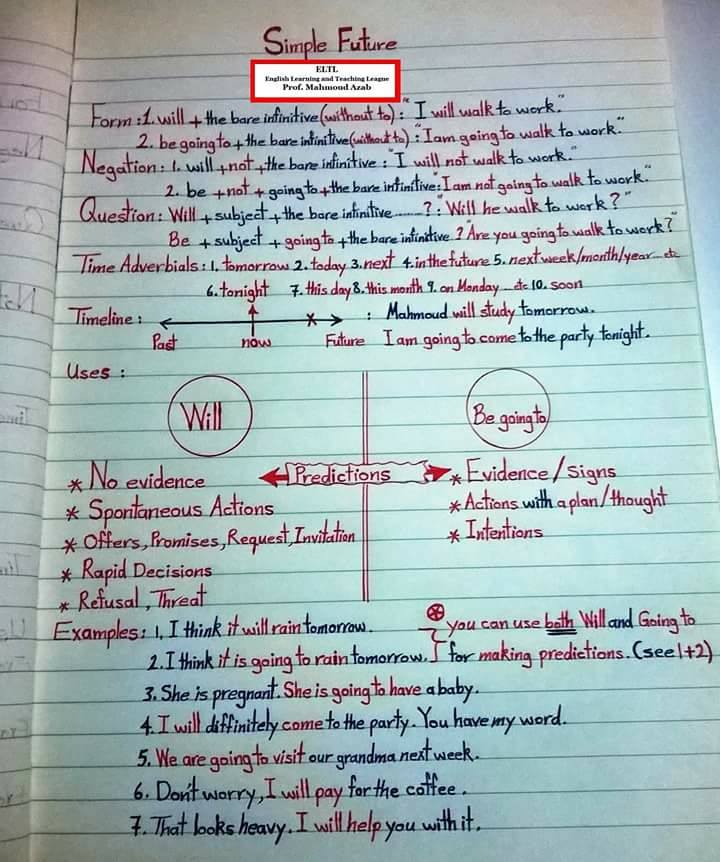 Simple Future
ELTL
English Learning and Teaching League
Prof. Mahmoud Azab
Form: 1. will + the bare infinitive (without to): "I will walk to work."
2. be going to + the bare infinitive (without to): "I am going to walk to work."
Negation: 1. will + not + the bare infinitive: "I will not walk to work."
2. be + not + going to + the bare infinitive: I am not going to walk to work."
Question: Will + subject + the bare infinitive ........? : "Will he walk to work?"
Be + subject + going to + the bare infinitive ? "Are you going to walk to work?"
Time Adverbials: 1. tomorrow 2. today 3. next 4. in the future 5. next week/month/year... etc
6. tonight 7. this day 8. this month 9. on Monday ... etc 10. soon
Timeline: : Mahmoud will study tomorrow.
Past now Future I am going to come to the party tonight.
Uses:
Will Be going to
* No evidence Predictions * Evidence/Signs
* Spontaneous Actions * Actions with a plan/thought
* Offers, Promises, Request, Invitation * Intentions
* Rapid Decisions
* Refusal, Threat
Examples: 1. I think it will rain tomorrow. you can use both Will and Going to
2. I think it is going to rain tomorrow. for making predictions. (see 1+2)
3. She is pregnant. She is going to have a baby.
4. I will diffinitely come to the party. You have my word.
5. We are going to visit our grandma next week.
6. Don't worry, I will pay for the coffee.
7. That looks heavy. I will help you with it.